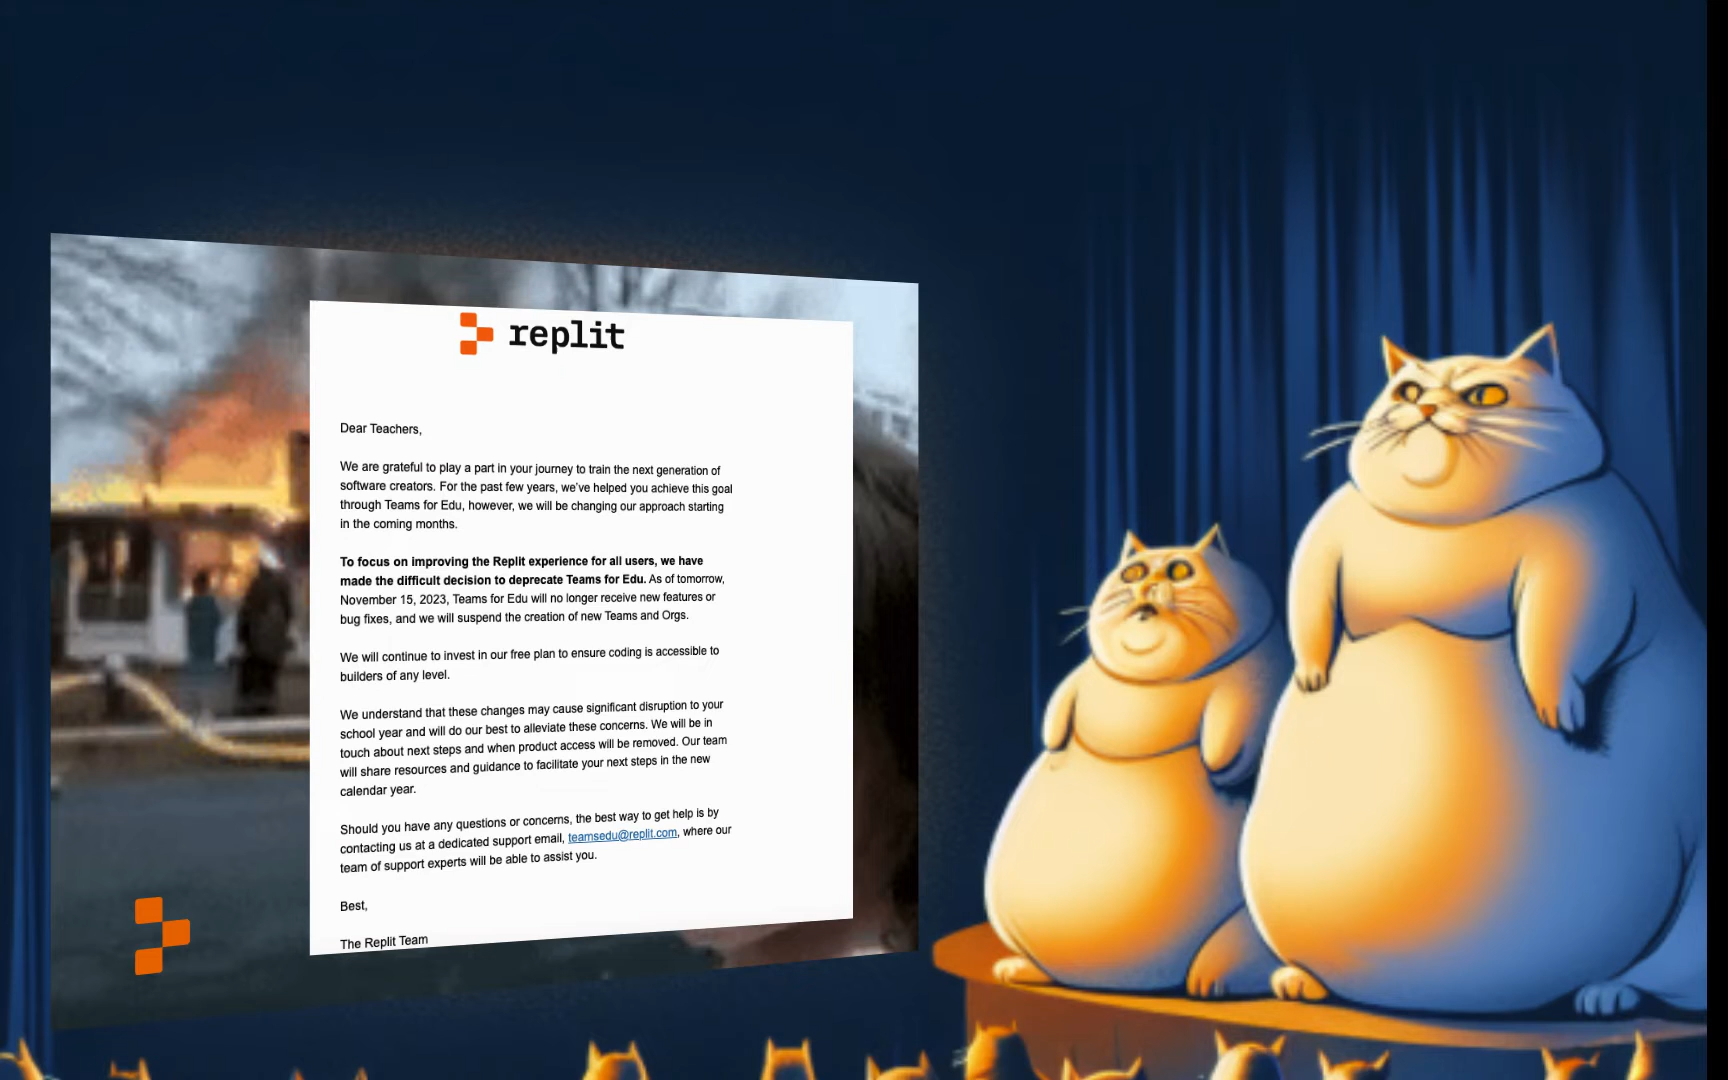 replit
Dear Teachers,
We are grateful to play a part in your journey to train the next generation of
software creators. For the past few years, we've helped you achieve this goal
through Teams for Edu, however, we will be changing our approach starting
in the coming months.
To focus on improving the Replit experience for all users, we have
made the difficult decision to deprecate Teams for Edu. As of tomorrow,
November 15, 2023, Teams for Edu will no longer receive new features or
bug fixes, and we will suspend the creation of new Teams and Orgs.
We will continue to invest in our free plan to ensure coding is accessible to
builders of any level.
We understand that these changes may cause significant disruption to your
school year and will do our best to alleviate these concerns. We will be in
touch about next steps and when product access will be removed. Our team
will share resources and guidance to facilitate your next steps in the new
calendar year.
Should you have any questions or concerns, the best way to get help is by
contacting us at a dedicated support email, teamsedu@replit.com, where our
team of support experts will be able to assist you.
Best,
The Replit Team